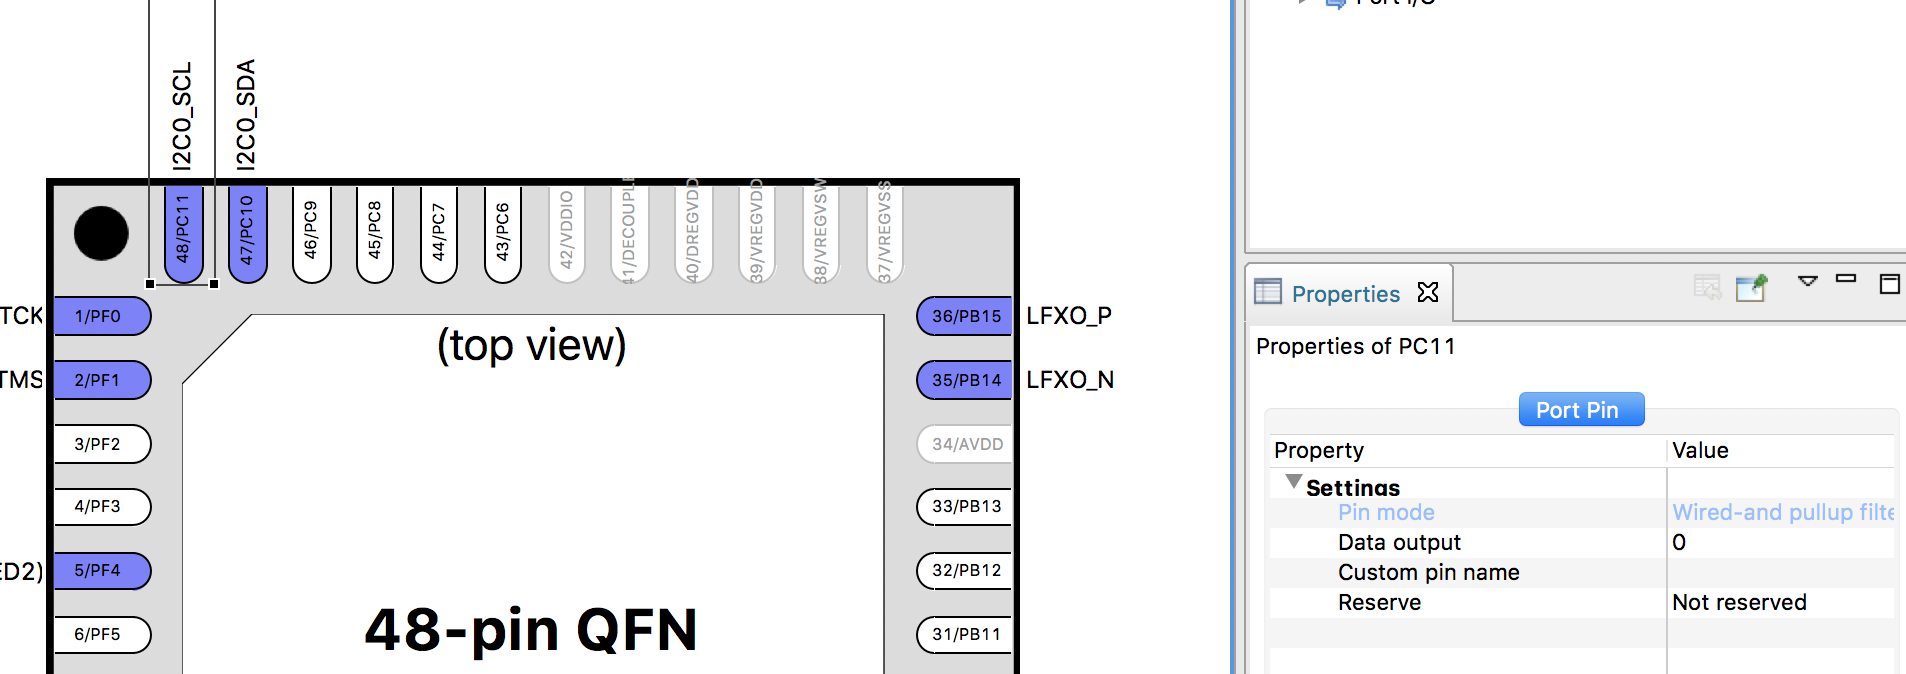 I2C0_SCL
I2C0_SDA
48/PC11
47/PC10
46/PC9
45/PC8
44/PC7
43/PC6
42/VDDIO
41/DECOUPLE
40/DREGVDD
39/VREGVDD
38/VREGVSW
37/VREGVSS
TCK
1/PF0
TMS
2/PF1
3/PF2
4/PF3
ED2)
5/PF4
6/PF5
(top view)
48-pin QFN
36/PB15
LFXO_P
35/PB14
LFXO_N
34/AVDD
33/PB13
32/PB12
31/PB11
Port I/O
Properties
Properties of PC11
Port Pin
Property Value
Settings
Pin mode Wired-and pullup filte
Data output 0
Custom pin name
Reserve Not reserved